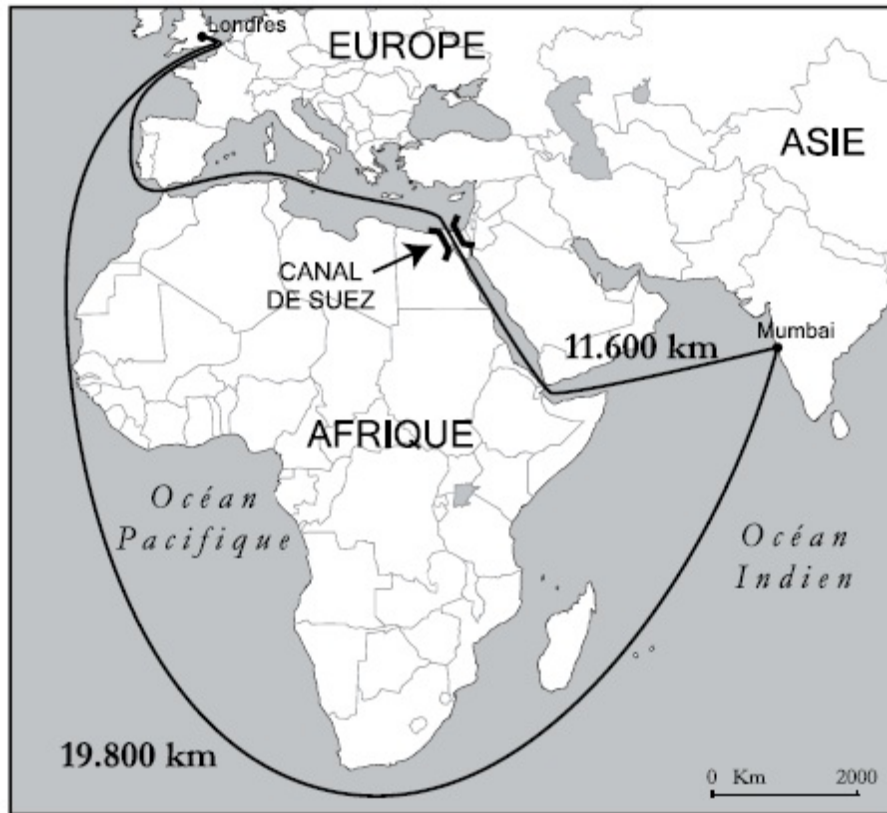 Londres
EUROPE
ASIE
CANAL
DE SUEZ
Mumbai
11.600 km
AFRIQUE
Océan
Pacifique
Océan
Indien
19.800 km
0 Km 2000